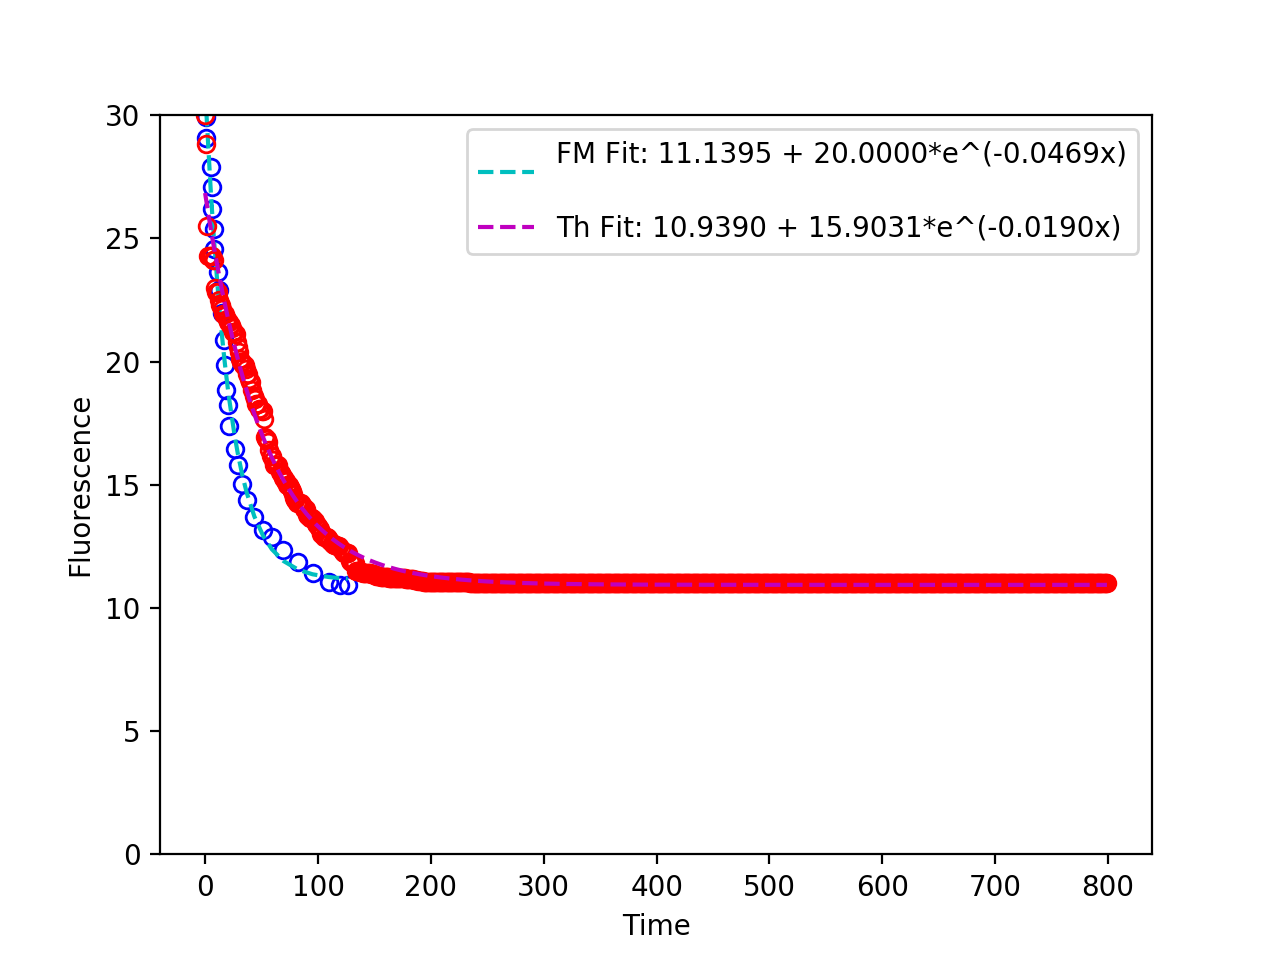 30
25
20
15
10
5
0
Fluorescence
FM Fit: 11.1395 + 20.0000*e^(-0.0469x)
Th Fit: 10.9390 + 15.9031*e^(-0.0190x)
0 100 200 300 400 500 600 700 800
Time